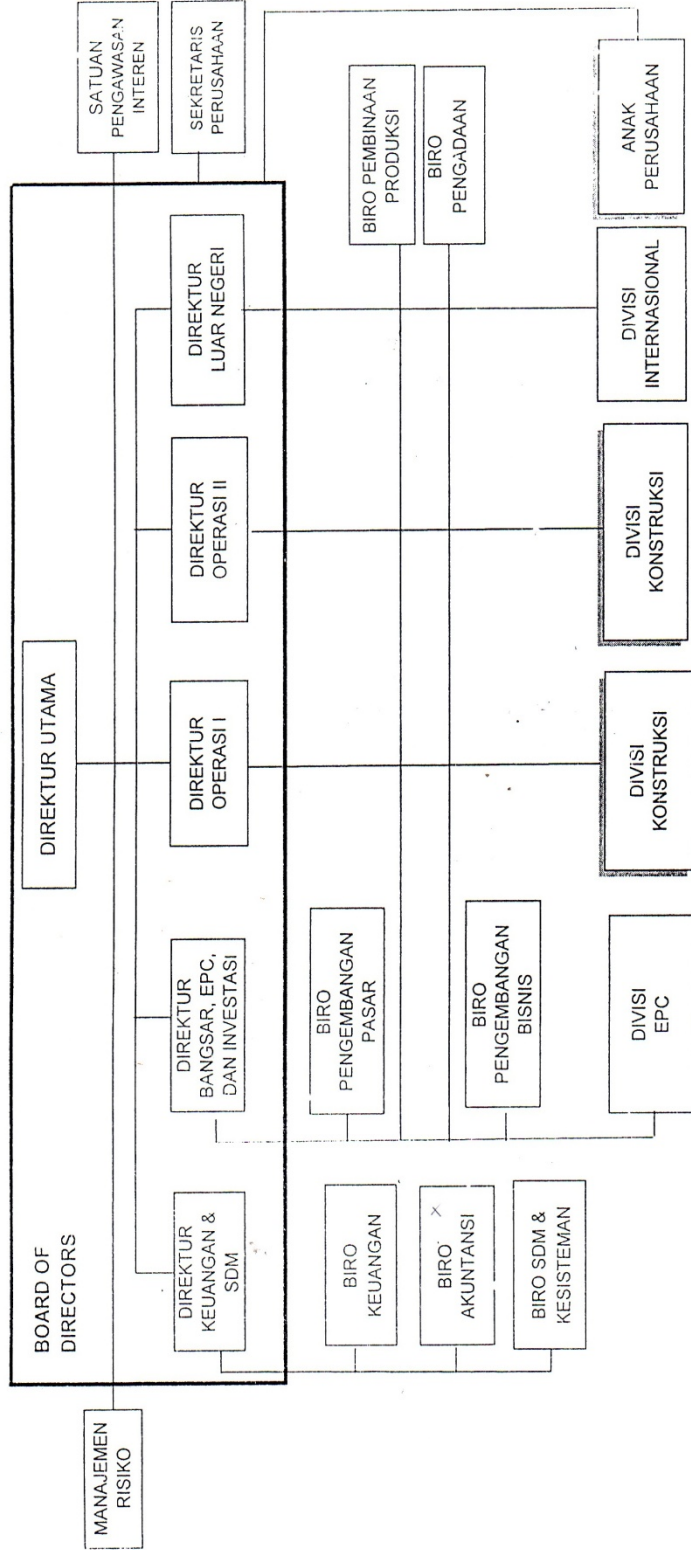 BOARD OF
DIRECTORS
DIREKTUR UTAMA
MANAJEMEN
RISIKO
SATUAN
PENGAWASAN
INTEREN
SEKRETARIS
PERUSAHAAN
DIREKTUR
KEUANGAN &
SDM
DIREKTUR
BANGSAR, EPC,
DAN INVESTASI
DIREKTUR
OPERASI I
DIREKTUR
OPERASI II
DIREKTUR
LUAR NEGERI
BIRO
KEUANGAN
BIRO
PENGEMBANGAN
PASAR
BIRO PEMBINAAN
PRODUKSI
BIRO
AKUNTANSI
BIRO
PENGADAAN
BIRO SDM &
KESISTEMAN
BIRO
PENGEMBANGAN
BISNIS
DIVISI
EPC
DIVISI
KONSTRUKSI
DIVISI
KONSTRUKSI
DIVISI
INTERNASIONAL
ANAK
PERUSAHAAN